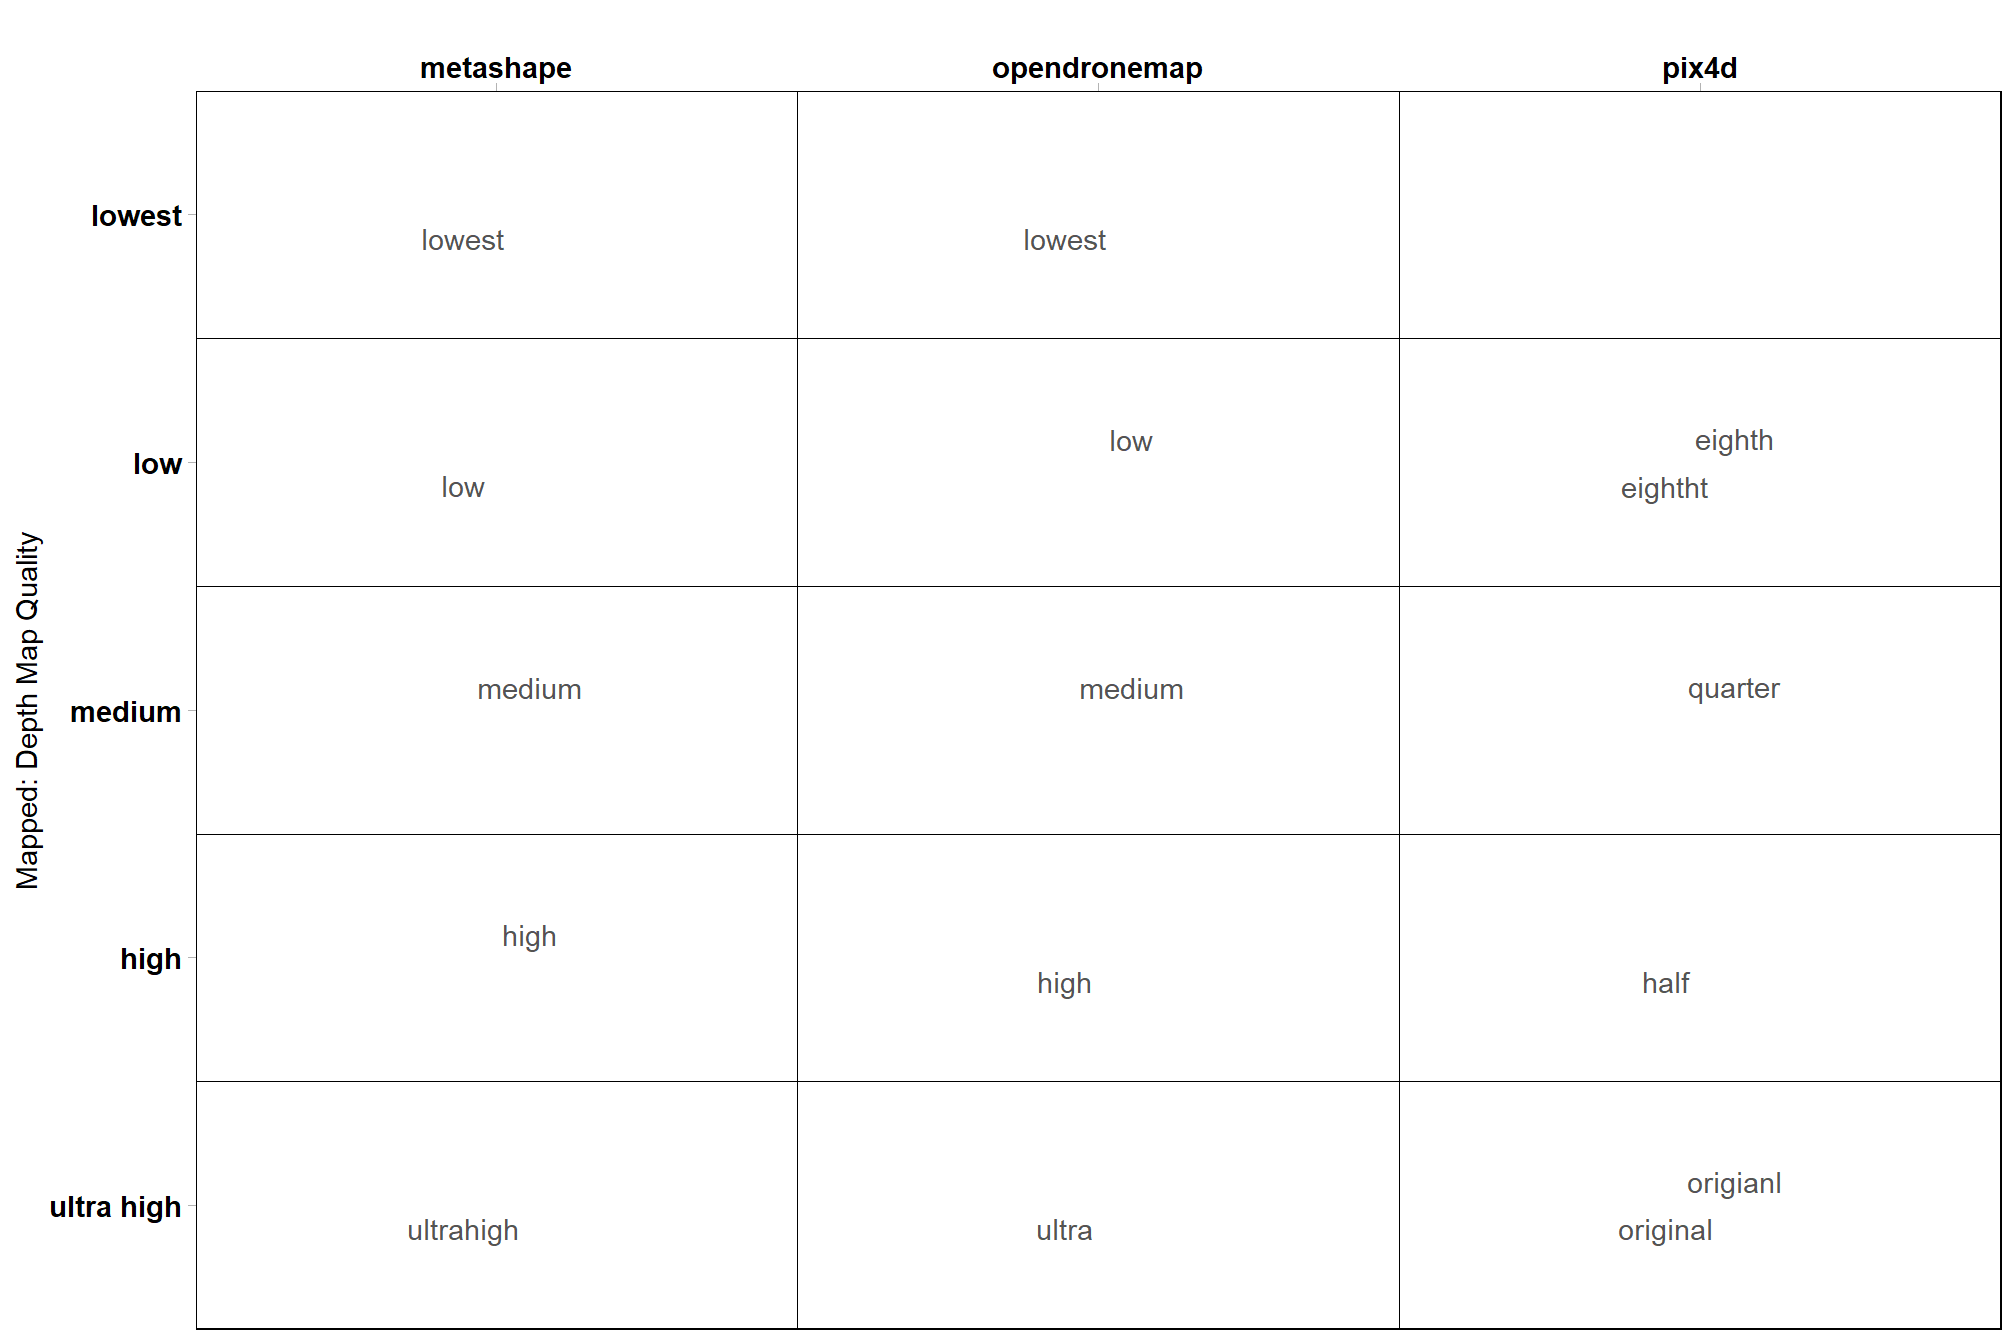 metashape opendronemap pix4d
lowest lowest lowest
low low low eighth
eightht
Mapped: Depth Map Quality
medium medium medium quarter
high high high half
ultra high ultrahigh ultra origianl
original